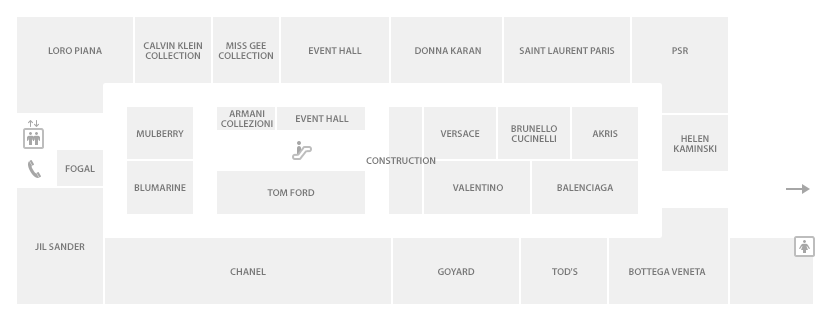 LORO PIANA
CALVIN KLEIN
COLLECTION
MISS GEE
COLLECTION
EVENT HALL
DONNA KARAN
SAINT LAURENT PARIS
PSR
MULBERRY
ARMANI
COLLEZIONI
EVENT HALL
CONSTRUCTION
VERSACE
BRUNELLO
CUCINELLI
AKRIS
HELEN
KAMINSKI
FOGAL
BLUMARINE
TOM FORD
VALENTINO
BALENCIAGA
JIL SANDER
CHANEL
GOYARD
TOD'S
BOTTEGA VENETA